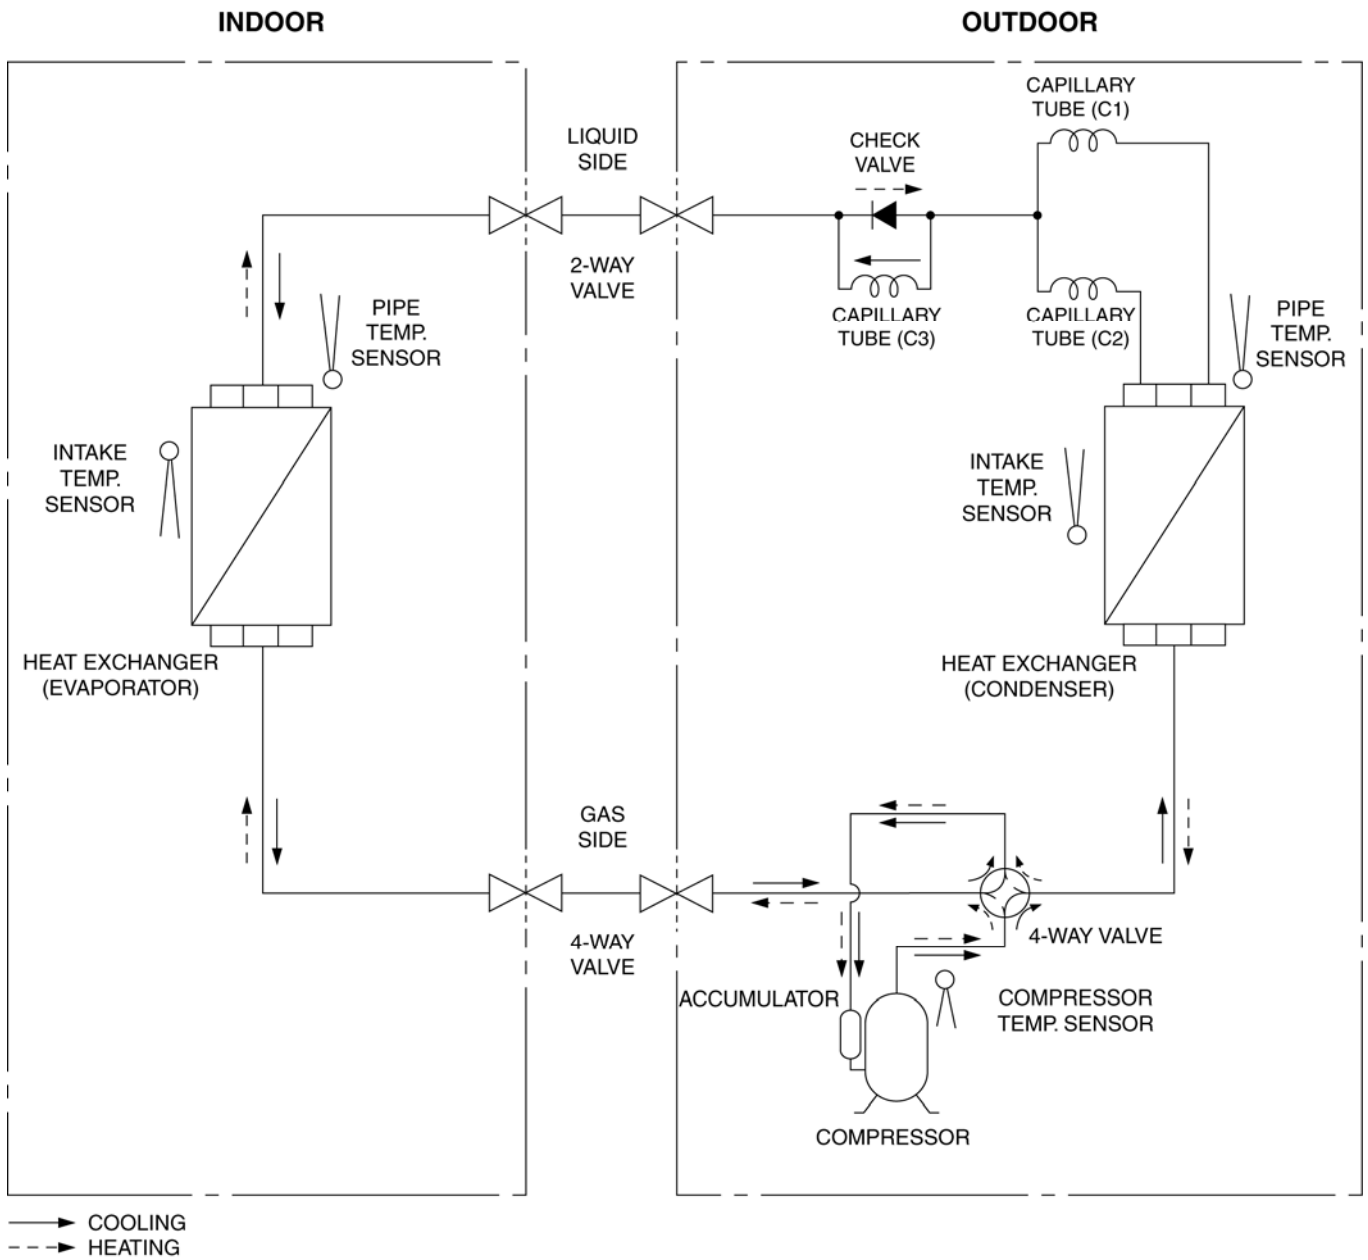 INDOOR
OUTDOOR
CAPILLARY
TUBE (C1)
LIQUID
SIDE
CHECK
VALVE
2-WAY
VALVE
PIPE
TEMP.
SENSOR
CAPILLARY
TUBE (C3)
CAPILLARY
TUBE (C2)
PIPE
TEMP.
SENSOR
INTAKE
TEMP.
SENSOR
INTAKE
TEMP.
SENSOR
HEAT EXCHANGER
(EVAPORATOR)
HEAT EXCHANGER
(CONDENSER)
GAS
SIDE
4-WAY
VALVE
4-WAY VALVE
ACCUMULATOR
COMPRESSOR
TEMP. SENSOR
COMPRESSOR
COOLING
HEATING